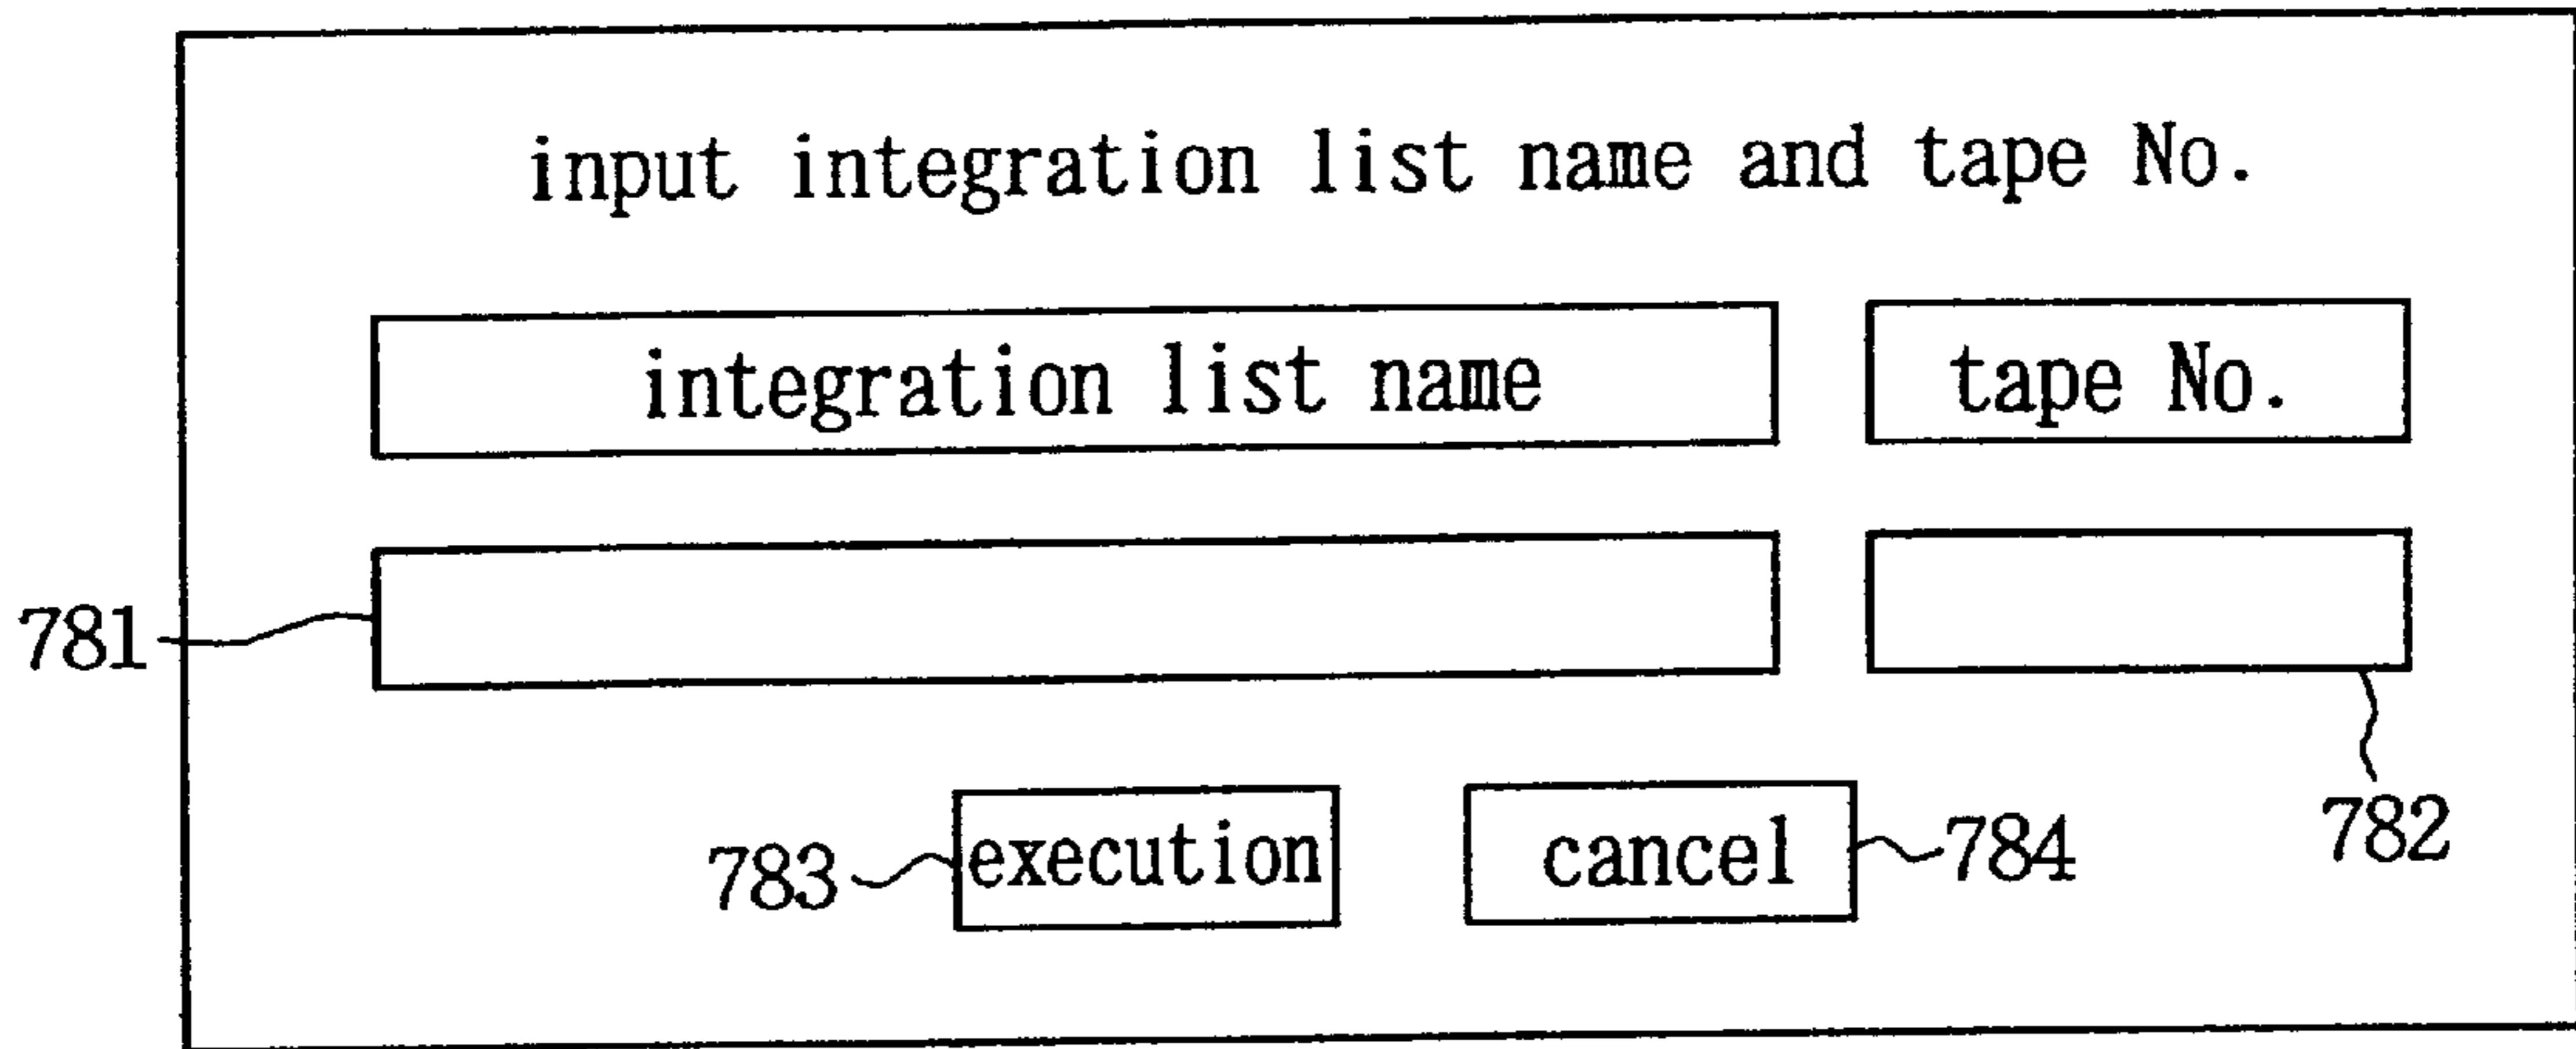 input integration list name and tape No.
integration list name tape No.
781
782
783 execution cancel 784